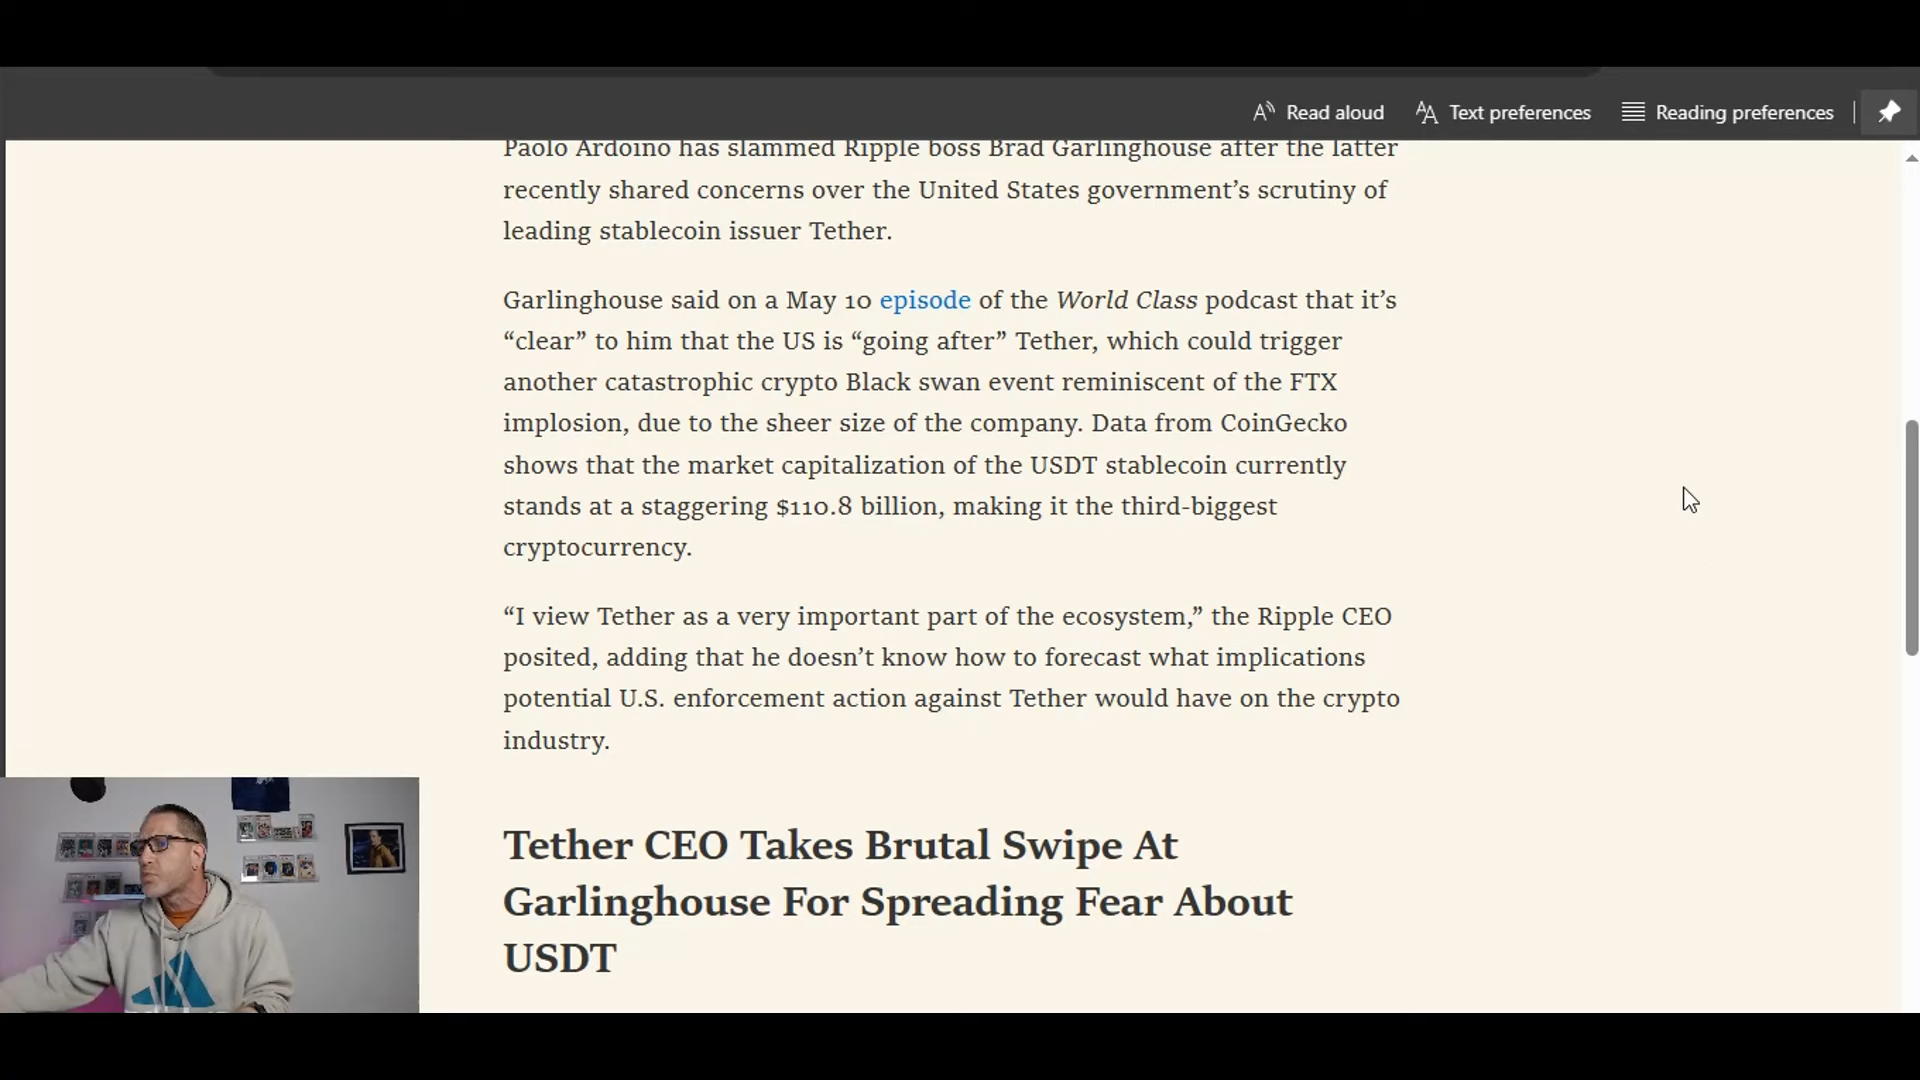 Read aloud
Text preferences
Reading preferences
Paolo Ardoino has slammed Ripple boss Brad Garlinghouse after the latter
recently shared concerns over the United States government’s scrutiny of
leading stablecoin issuer Tether.
Garlinghouse said on a May 10 episode of the World Class podcast that it’s
“clear” to him that the US is “going after” Tether, which could trigger
another catastrophic crypto Black swan event reminiscent of the FTX
implosion, due to the sheer size of the company. Data from CoinGecko
shows that the market capitalization of the USDT stablecoin currently
stands at a staggering $110.8 billion, making it the third-biggest
cryptocurrency.
“I view Tether as a very important part of the ecosystem,” the Ripple CEO
posited, adding that he doesn’t know how to forecast what implications
potential U.S. enforcement action against Tether would have on the crypto
industry.
Tether CEO Takes Brutal Swipe At
Garlinghouse For Spreading Fear About
USDT